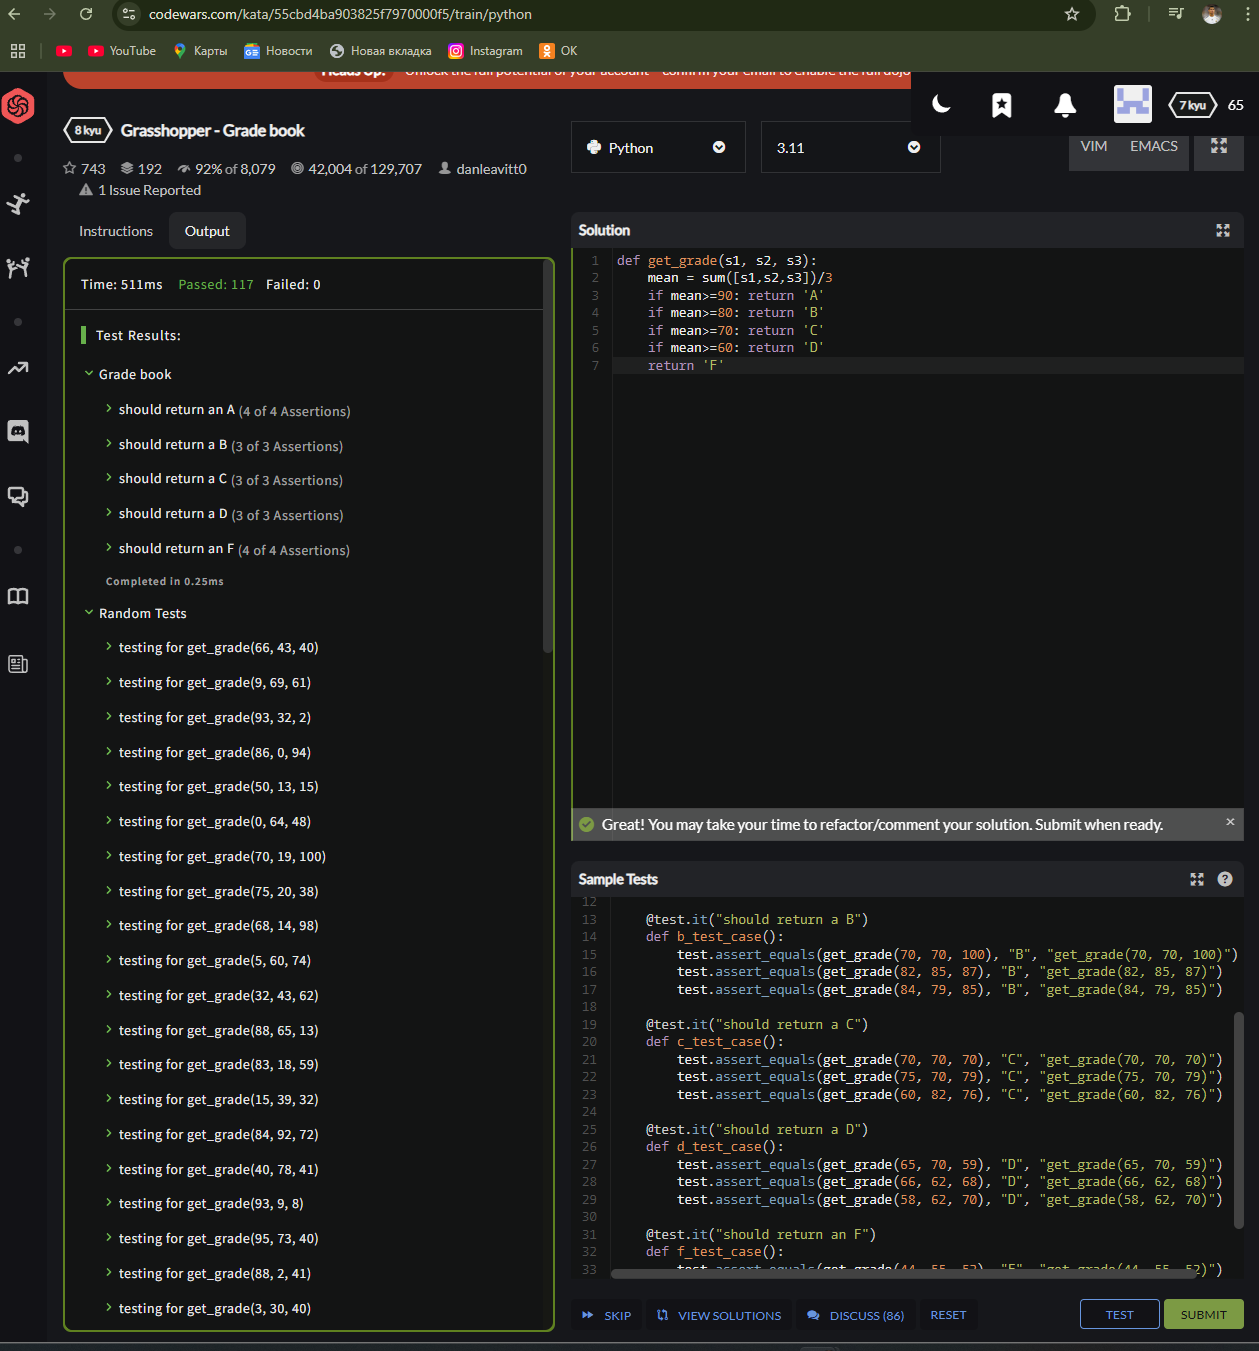 codewars.com/kata/55cbd4ba903825f7970000f5/train/python
YouTube Карты Новости Новая вкладка Instagram OK
Heads Up! Unlock the full potential of your account
8 kyu Grasshopper - Grade book
743 192 92% of 8,079 42,004 of 129,707 danleavitt0
1 Issue Reported
Python 3.11
7 kyu 65
VIM EMACS
Instructions Output
Time: 511ms Passed: 117 Failed: 0
Test Results:
Grade book
should return an A (4 of 4 Assertions)
should return a B (3 of 3 Assertions)
should return a C (3 of 3 Assertions)
should return a D (3 of 3 Assertions)
should return an F (4 of 4 Assertions)
Completed in 0.25ms
Random Tests
testing for get_grade(66, 43, 40)
testing for get_grade(9, 69, 61)
testing for get_grade(93, 32, 2)
testing for get_grade(86, 0, 94)
testing for get_grade(50, 13, 15)
testing for get_grade(0, 64, 48)
testing for get_grade(70, 19, 100)
testing for get_grade(75, 20, 38)
testing for get_grade(68, 14, 98)
testing for get_grade(5, 60, 74)
testing for get_grade(32, 43, 62)
testing for get_grade(88, 65, 13)
testing for get_grade(83, 18, 59)
testing for get_grade(15, 39, 32)
testing for get_grade(84, 92, 72)
testing for get_grade(40, 78, 41)
testing for get_grade(93, 9, 8)
testing for get_grade(95, 73, 40)
testing for get_grade(88, 2, 41)
testing for get_grade(3, 30, 40)
Solution
1 def get_grade(s1, s2, s3):
2 mean = sum([s1,s2,s3])/3
3 if mean>=90: return 'A'
4 if mean>=80: return 'B'
5 if mean>=70: return 'C'
6 if mean>=60: return 'D'
7 return 'F'
Great! You may take your time to refactor/comment your solution. Submit when ready.
Sample Tests
12
13 @test.it("should return a B")
14 def b_test_case():
15 test.assert_equals(get_grade(70, 70, 100), "B", "get_grade(70, 70, 100)")
16 test.assert_equals(get_grade(82, 85, 87), "B", "get_grade(82, 85, 87)")
17 test.assert_equals(get_grade(84, 79, 85), "B", "get_grade(84, 79, 85)")
18
19 @test.it("should return a C")
20 def c_test_case():
21 test.assert_equals(get_grade(70, 70, 70), "C", "get_grade(70, 70, 70)")
22 test.assert_equals(get_grade(75, 70, 79), "C", "get_grade(75, 70, 79)")
23 test.assert_equals(get_grade(60, 82, 76), "C", "get_grade(60, 82, 76)")
24
25 @test.it("should return a D")
26 def d_test_case():
27 test.assert_equals(get_grade(65, 70, 59), "D", "get_grade(65, 70, 59)")
28 test.assert_equals(get_grade(66, 62, 68), "D", "get_grade(66, 62, 68)")
29 test.assert_equals(get_grade(58, 62, 70), "D", "get_grade(58, 62, 70)")
30
31 @test.it("should return an F")
32 def f_test_case():
33 test.assert_equals(get_grade(44, 55, 52), "F", "get_grade(44, 55, 52)")
SKIP VIEW SOLUTIONS DISCUSS (86) RESET TEST SUBMIT